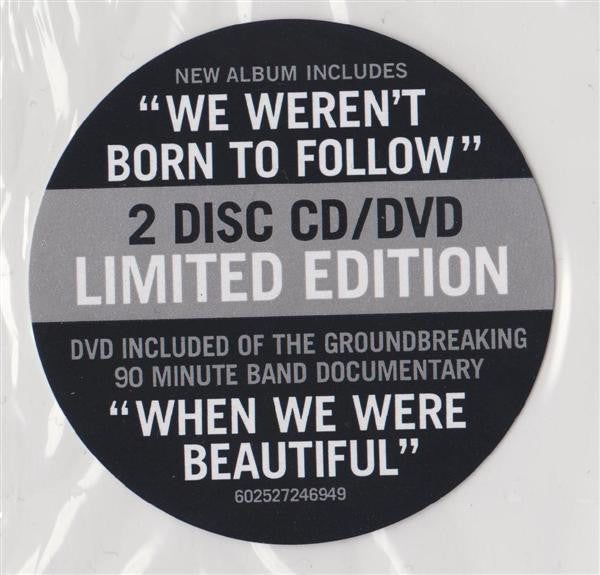 NEW ALBUM INCLUDES
“WE WEREN'T
BORN TO FOLLOW”
2 DISC CD/DVD
LIMITED EDITION
DVD INCLUDED OF THE GROUNDBREAKING
90 MINUTE BAND DOCUMENTARY
“WHEN WE WERE
BEAUTIFUL”
602527246949